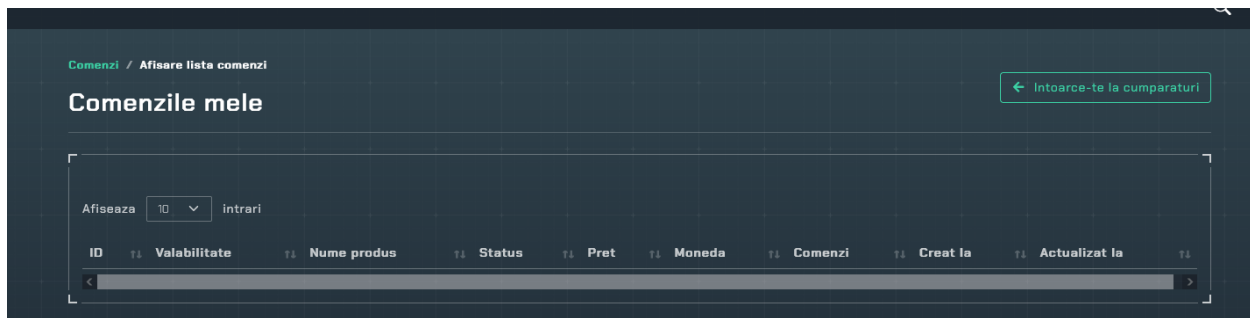 Comenzi / Afisare lista comenzi
Comenzile mele
Intoarce-te la cumparaturi
Afiseaza 10 intrari
ID Valabilitate Nume produs Status Pret Moneda Comenzi Creat la Actualizat la